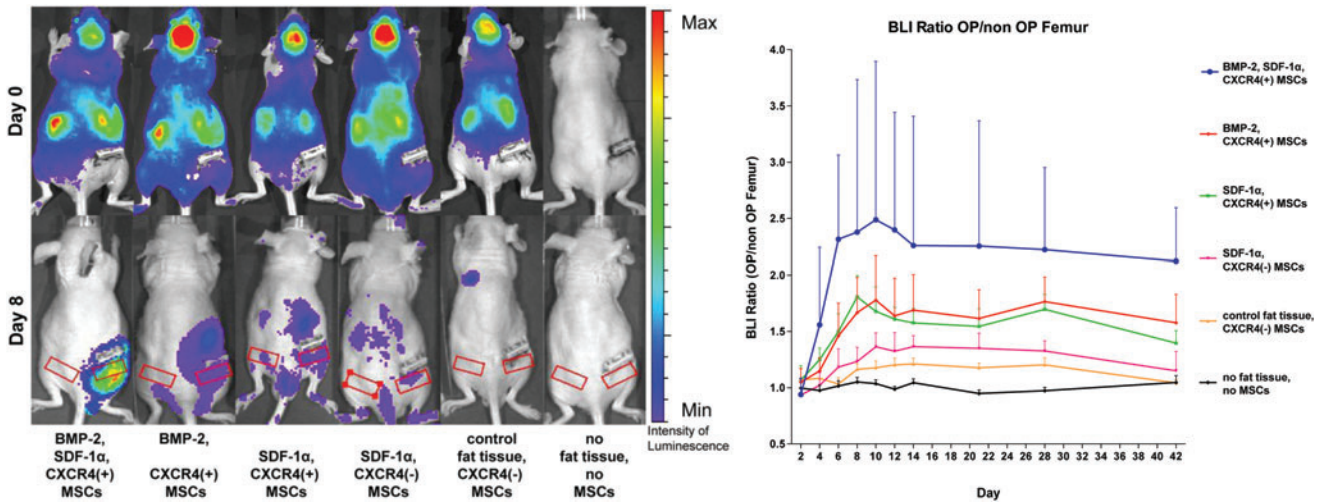 Day 0
Day 8
Max
Min
Intensity of
Luminescence
BMP-2,
SDF-1α,
CXCR4(+)
MSCs
BMP-2,
CXCR4(+)
MSCs
SDF-1α,
CXCR4(+)
MSCs
SDF-1α,
CXCR4(-)
MSCs
control
fat tissue,
CXCR4(-)
MSCs
no
fat tissue,
no
MSCs
BLI Ratio OP/non OP Femur
BLI Ratio (OP/non OP Femur)
4.0
3.5
3.0
2.5
2.0
1.5
1.0
0.5
2 4 6 8 10 12 14 16 18 20 22 24 26 28 30 32 34 36 38 40 42
Day
BMP-2, SDF-1α,
CXCR4(+) MSCs
BMP-2,
CXCR4(+) MSCs
SDF-1α,
CXCR4(+) MSCs
SDF-1α,
CXCR4(-) MSCs
control fat tissue,
CXCR4(-) MSCs
no fat tissue,
no MSCs